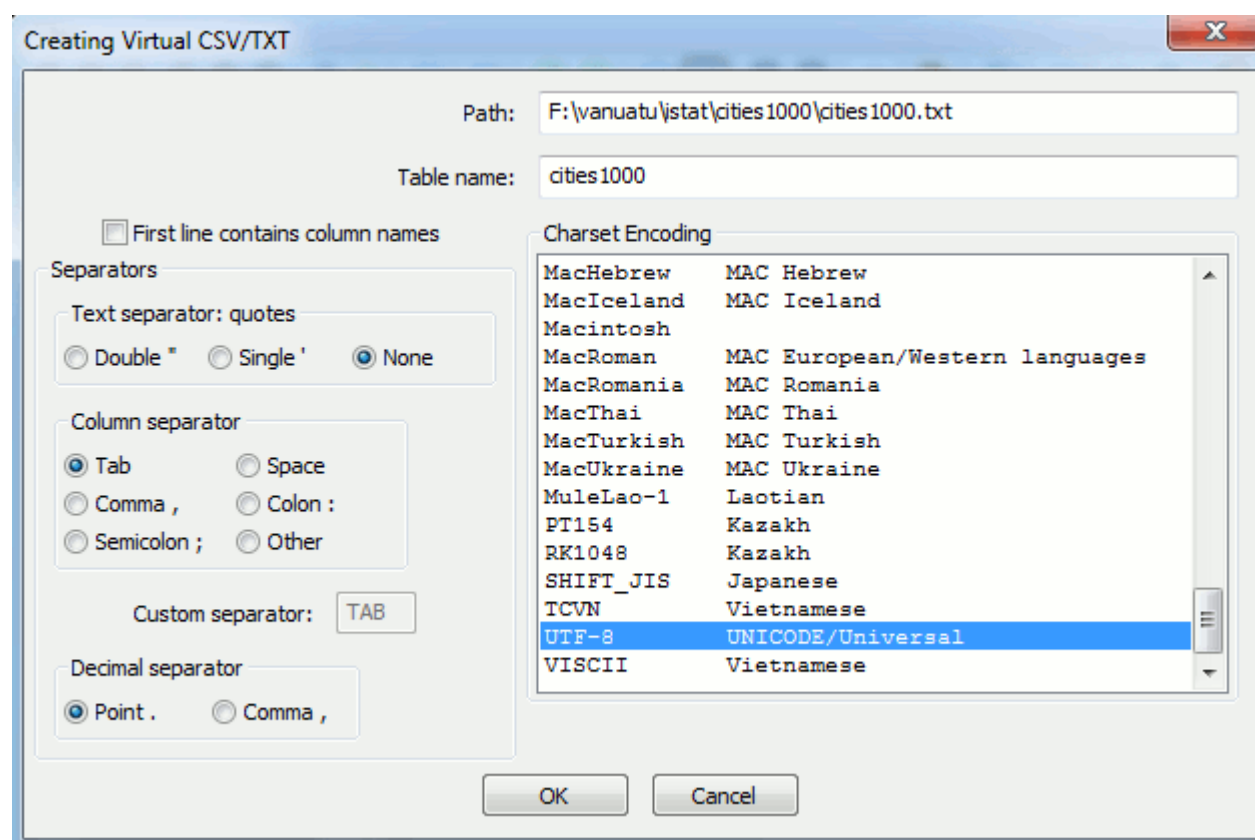 Creating Virtual CSV/TXT
Path: F:\vanuatu\istat\cities1000\cities1000.txt
Table name: cities1000
First line contains column names
Separators
Text separator: quotes
Double " Single ' None
Column separator
Tab Space
Comma , Colon :
Semicolon ; Other
Custom separator: TAB
Decimal separator
Point . Comma ,
Charset Encoding
MacHebrew MAC Hebrew
MacIceland MAC Iceland
Macintosh
MacRoman MAC European/Western languages
MacRomania MAC Romania
MacThai MAC Thai
MacTurkish MAC Turkish
MacUkraine MAC Ukraine
MuleLao-1 Laotian
PT154 Kazakh
RK1048 Kazakh
SHIFT_JIS Japanese
TCVN Vietnamese
UTF-8 UNICODE/Universal
VISCII Vietnamese
OK Cancel